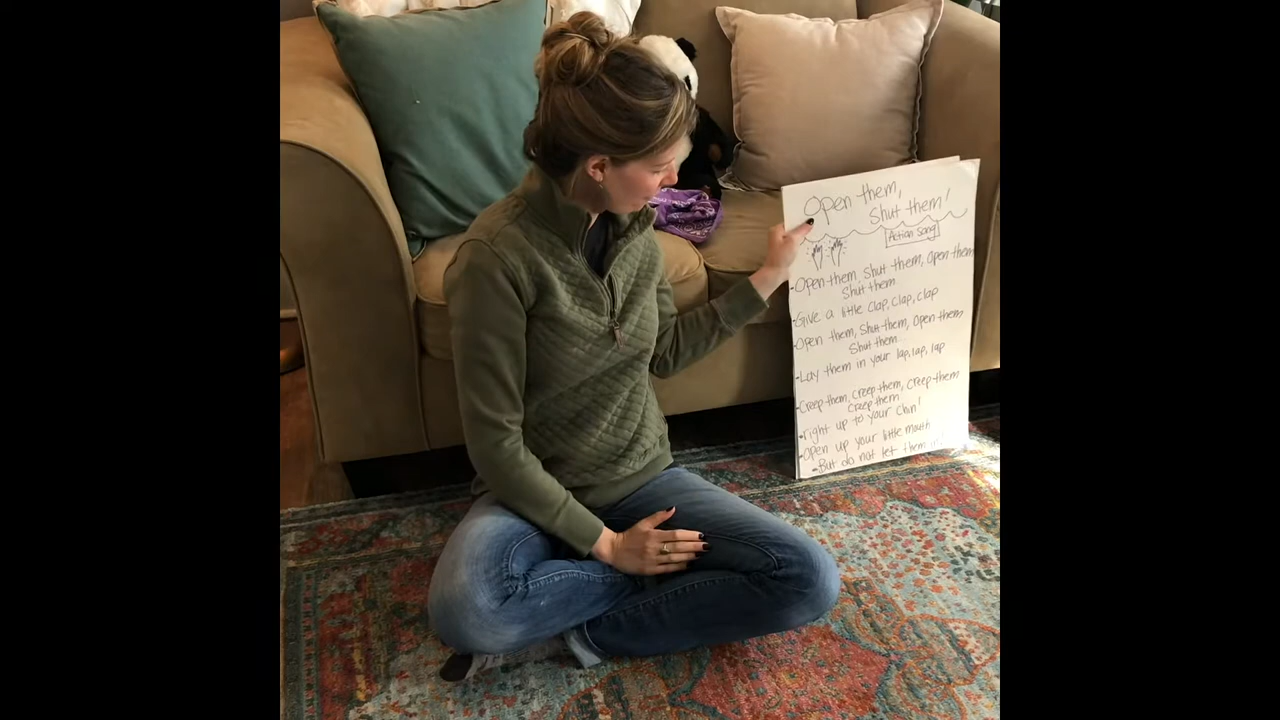 Open them,
Shut them!
Action Song
-Open them, Shut them, Open them
Shut them
-Give a little clap, clap, clap
-Open them, Shut them, Open them
Shut them
-Lay them in your lap, lap, lap
-Creep them, creep them, creep them
Creep them
-right up to your chin!
-Open up your little mouth
-But do not let them